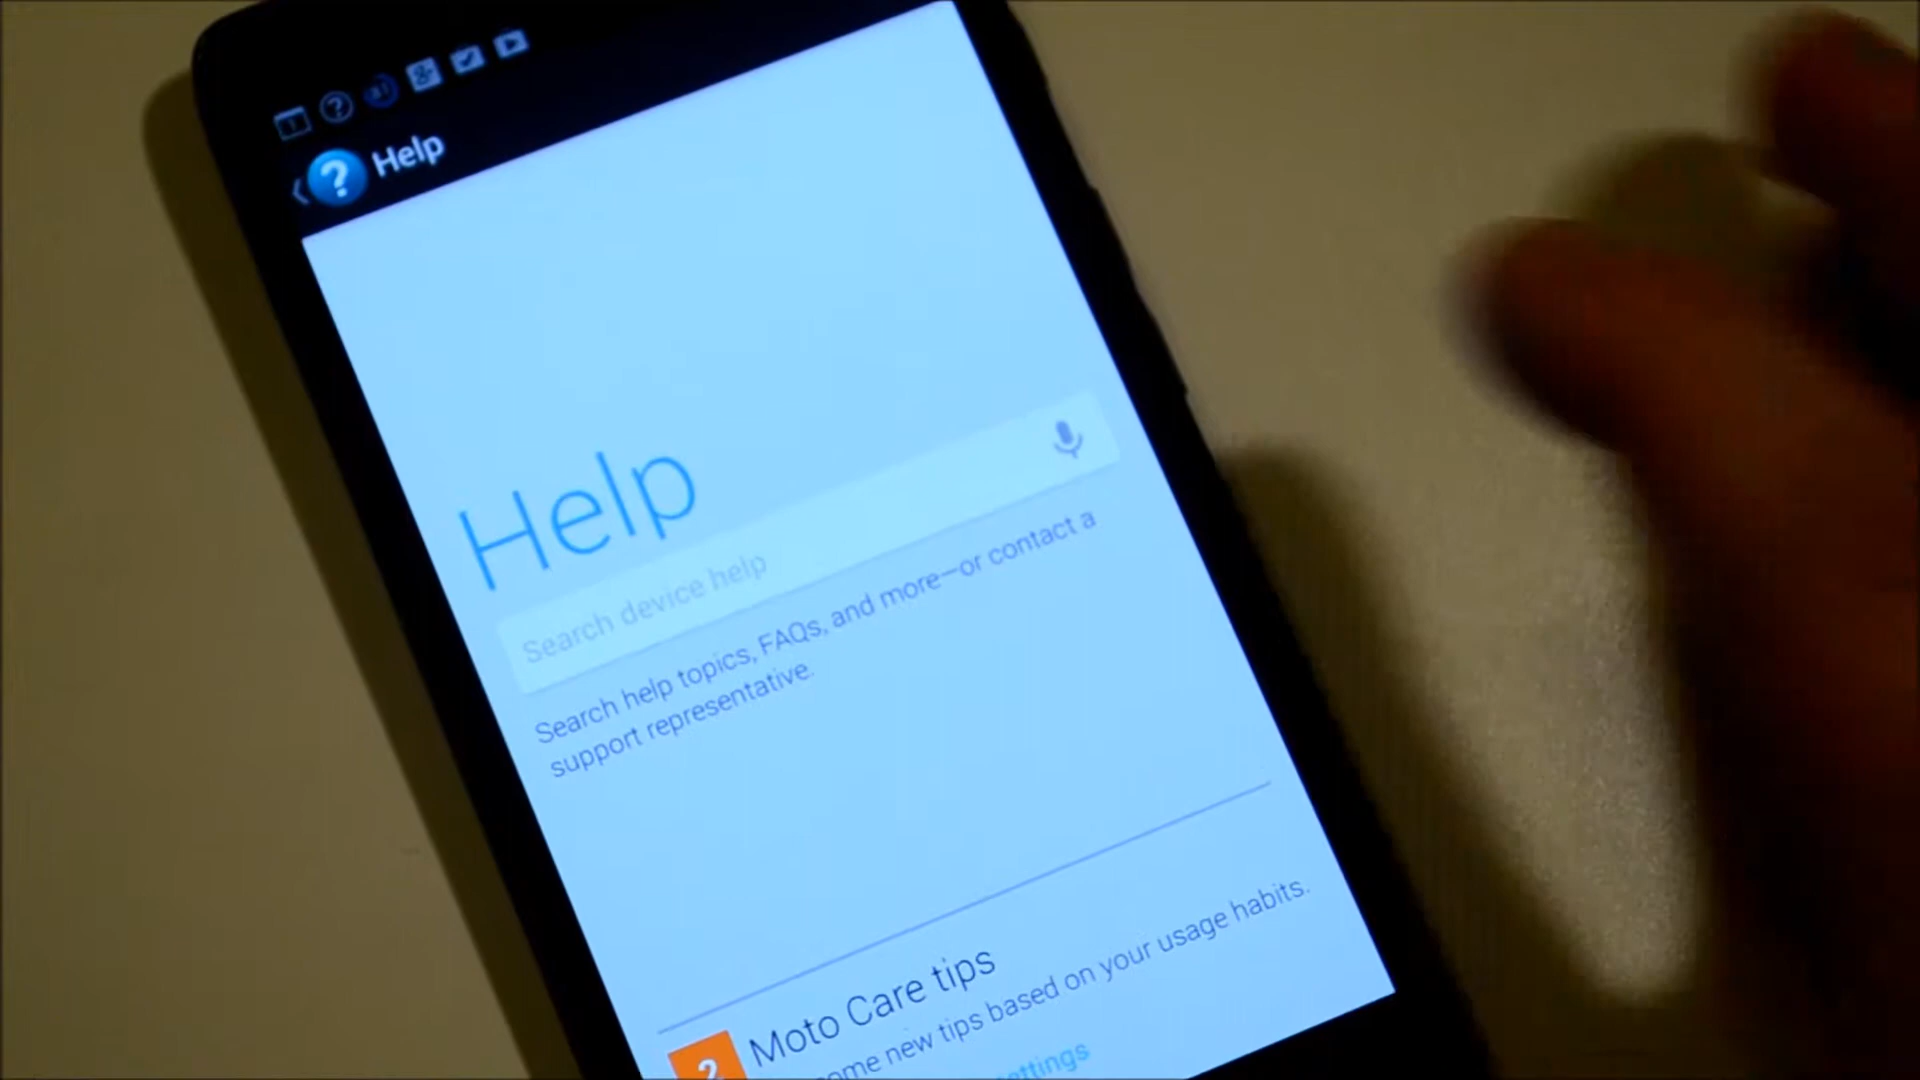 Help
Help
Search device help
Search help topics, FAQs, and more—or contact a
support representative.
2
Moto Care tips
new tips based on your usage habits.